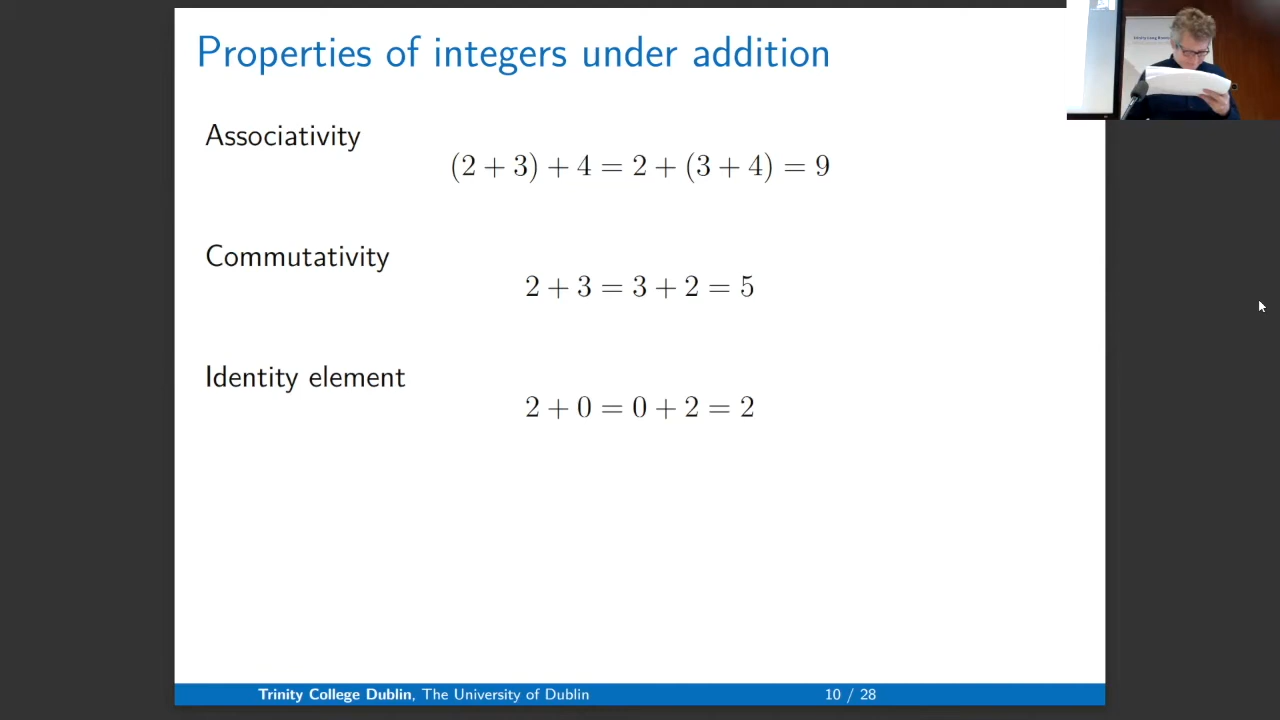 Properties of integers under addition
Associativity
(2 + 3) + 4 = 2 + (3 + 4) = 9
Commutativity
2 + 3 = 3 + 2 = 5
Identity element
2 + 0 = 0 + 2 = 2
Trinity College Dublin, The University of Dublin 10 / 28